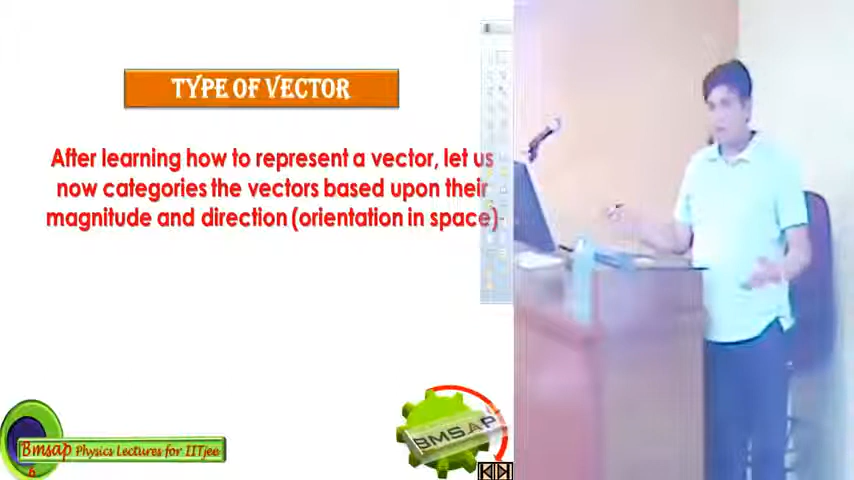 TYPE OF VECTOR
After learning how to represent a vector, let us
now categories the vectors based upon their
magnitude and direction (orientation in space)
BMSAP
Bmsap Physics Lectures for IITjee
6